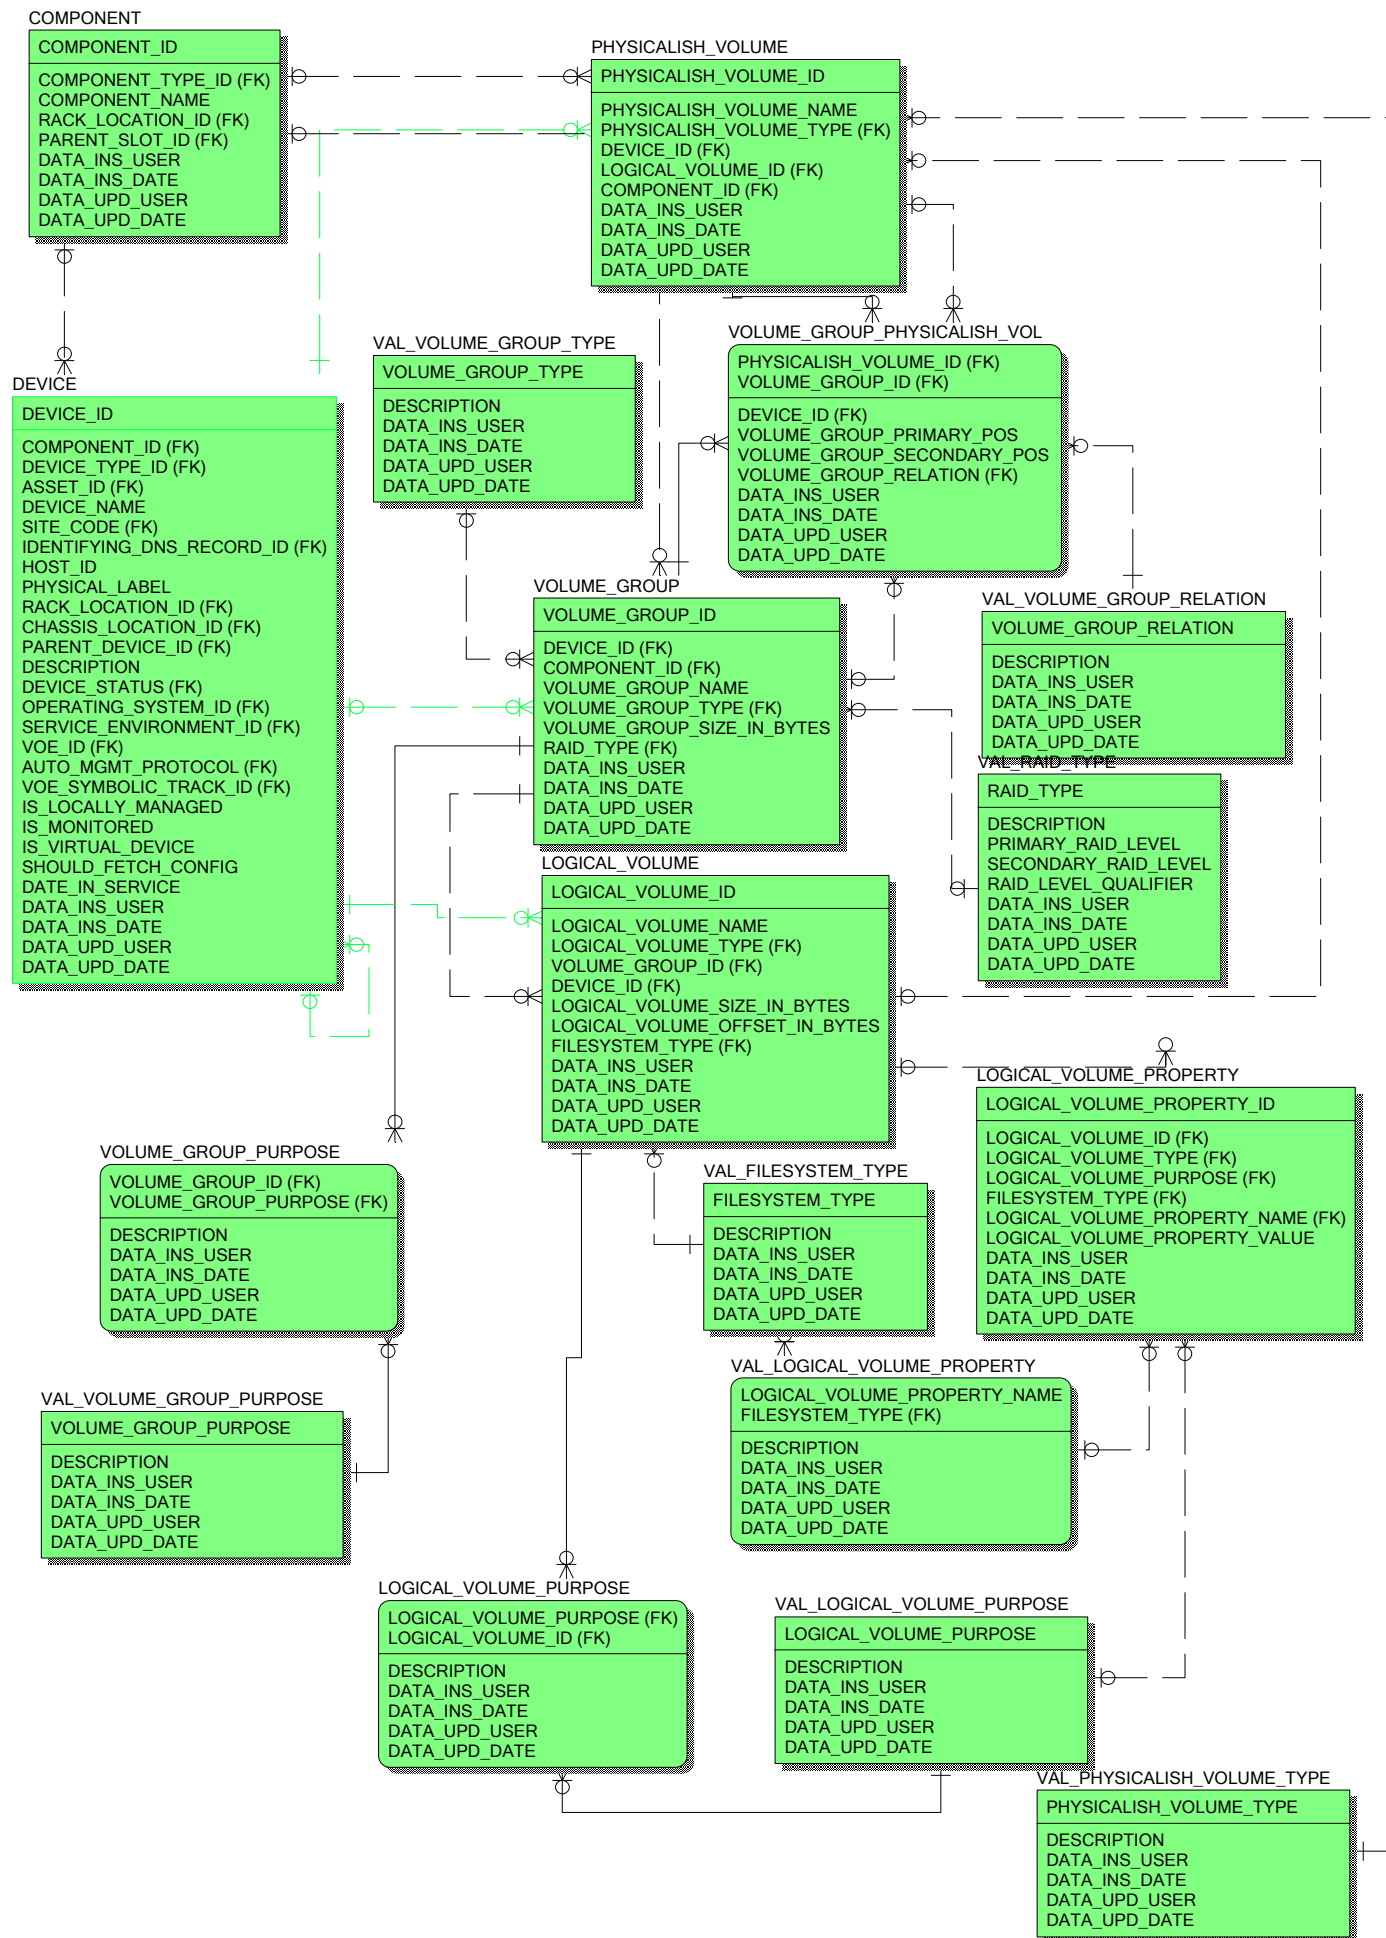 COMPONENT
COMPONENT_ID
COMPONENT_TYPE_ID (FK)
COMPONENT_NAME
RACK_LOCATION_ID (FK)
PARENT_SLOT_ID (FK)
DATA_INS_USER
DATA_INS_DATE
DATA_UPD_USER
DATA_UPD_DATE
PHYSICALISH_VOLUME
PHYSICALISH_VOLUME_ID
PHYSICALISH_VOLUME_NAME
PHYSICALISH_VOLUME_TYPE (FK)
DEVICE_ID (FK)
LOGICAL_VOLUME_ID (FK)
COMPONENT_ID (FK)
DATA_INS_USER
DATA_INS_DATE
DATA_UPD_USER
DATA_UPD_DATE
VOLUME_GROUP_PHYSICALISH_VOL
PHYSICALISH_VOLUME_ID (FK)
VOLUME_GROUP_ID (FK)
DEVICE_ID (FK)
VOLUME_GROUP_PRIMARY_POS
VOLUME_GROUP_SECONDARY_POS
VOLUME_GROUP_RELATION (FK)
DATA_INS_USER
DATA_INS_DATE
DATA_UPD_USER
DATA_UPD_DATE
VAL_VOLUME_GROUP_TYPE
VOLUME_GROUP_TYPE
DESCRIPTION
DATA_INS_USER
DATA_INS_DATE
DATA_UPD_USER
DATA_UPD_DATE
DEVICE
DEVICE_ID
COMPONENT_ID (FK)
DEVICE_TYPE_ID (FK)
ASSET_ID (FK)
DEVICE_NAME
SITE_CODE (FK)
IDENTIFYING_DNS_RECORD_ID (FK)
HOST_ID
PHYSICAL_LABEL
RACK_LOCATION_ID (FK)
CHASSIS_LOCATION_ID (FK)
PARENT_DEVICE_ID (FK)
DESCRIPTION
DEVICE_STATUS (FK)
OPERATING_SYSTEM_ID (FK)
SERVICE_ENVIRONMENT_ID (FK)
VOE_ID (FK)
AUTO_MGMT_PROTOCOL (FK)
VOE_SYMBOLIC_TRACK_ID (FK)
IS_LOCALLY_MANAGED
IS_MONITORED
IS_VIRTUAL_DEVICE
SHOULD_FETCH_CONFIG
DATE_IN_SERVICE
DATA_INS_USER
DATA_INS_DATE
DATA_UPD_USER
DATA_UPD_DATE
VOLUME_GROUP
VOLUME_GROUP_ID
DEVICE_ID (FK)
COMPONENT_ID (FK)
VOLUME_GROUP_NAME
VOLUME_GROUP_TYPE (FK)
VOLUME_GROUP_SIZE_IN_BYTES
RAID_TYPE (FK)
DATA_INS_USER
DATA_INS_DATE
DATA_UPD_USER
DATA_UPD_DATE
VAL_VOLUME_GROUP_RELATION
VOLUME_GROUP_RELATION
DESCRIPTION
DATA_INS_USER
DATA_INS_DATE
DATA_UPD_USER
DATA_UPD_DATE
VAL_RAID_TYPE
RAID_TYPE
DESCRIPTION
PRIMARY_RAID_LEVEL
SECONDARY_RAID_LEVEL
RAID_LEVEL_QUALIFIER
DATA_INS_USER
DATA_INS_DATE
DATA_UPD_USER
DATA_UPD_DATE
LOGICAL_VOLUME
LOGICAL_VOLUME_ID
LOGICAL_VOLUME_NAME
LOGICAL_VOLUME_TYPE (FK)
VOLUME_GROUP_ID (FK)
DEVICE_ID (FK)
LOGICAL_VOLUME_SIZE_IN_BYTES
LOGICAL_VOLUME_OFFSET_IN_BYTES
FILESYSTEM_TYPE (FK)
DATA_INS_USER
DATA_INS_DATE
DATA_UPD_USER
DATA_UPD_DATE
LOGICAL_VOLUME_PROPERTY
LOGICAL_VOLUME_PROPERTY_ID
LOGICAL_VOLUME_ID (FK)
LOGICAL_VOLUME_TYPE (FK)
LOGICAL_VOLUME_PURPOSE (FK)
FILESYSTEM_TYPE (FK)
LOGICAL_VOLUME_PROPERTY_NAME (FK)
LOGICAL_VOLUME_PROPERTY_VALUE
DATA_INS_USER
DATA_INS_DATE
DATA_UPD_USER
DATA_UPD_DATE
VOLUME_GROUP_PURPOSE
VOLUME_GROUP_ID (FK)
VOLUME_GROUP_PURPOSE (FK)
DESCRIPTION
DATA_INS_USER
DATA_INS_DATE
DATA_UPD_USER
DATA_UPD_DATE
VAL_FILESYSTEM_TYPE
FILESYSTEM_TYPE
DESCRIPTION
DATA_INS_USER
DATA_INS_DATE
DATA_UPD_USER
DATA_UPD_DATE
VAL_LOGICAL_VOLUME_PROPERTY
LOGICAL_VOLUME_PROPERTY_NAME
FILESYSTEM_TYPE (FK)
DESCRIPTION
DATA_INS_USER
DATA_INS_DATE
DATA_UPD_USER
DATA_UPD_DATE
VAL_VOLUME_GROUP_PURPOSE
VOLUME_GROUP_PURPOSE
DESCRIPTION
DATA_INS_USER
DATA_INS_DATE
DATA_UPD_USER
DATA_UPD_DATE
LOGICAL_VOLUME_PURPOSE
LOGICAL_VOLUME_PURPOSE (FK)
LOGICAL_VOLUME_ID (FK)
DESCRIPTION
DATA_INS_USER
DATA_INS_DATE
DATA_UPD_USER
DATA_UPD_DATE
VAL_LOGICAL_VOLUME_PURPOSE
LOGICAL_VOLUME_PURPOSE
DESCRIPTION
DATA_INS_USER
DATA_INS_DATE
DATA_UPD_USER
DATA_UPD_DATE
VAL_PHYSICALISH_VOLUME_TYPE
PHYSICALISH_VOLUME_TYPE
DESCRIPTION
DATA_INS_USER
DATA_INS_DATE
DATA_UPD_USER
DATA_UPD_DATE